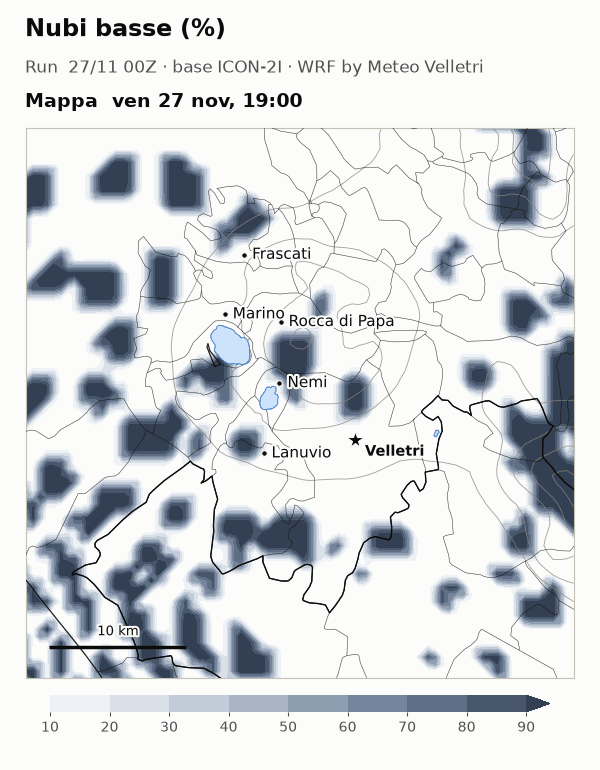 Nubi basse (%)
Run  27/11 00Z · base ICON-2I · WRF by Meteo Velletri
Mappa  ven 27 nov, 19:00
Frascati
Marino
Rocca di Papa
Nemi
Velletri
Lanuvio
10 km
10 20 30 40 50 60 70 80 90